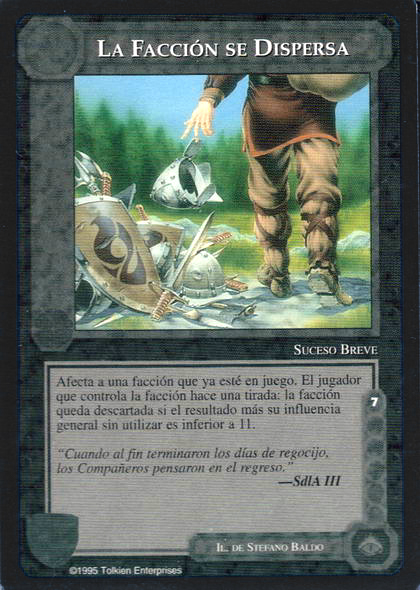 La Facción se Dispersa
Suceso Breve
Afecta a una facción que ya esté en juego. El jugador
que controla la facción hace una tirada: la facción
queda descartada si el resultado más su influencia
general sin utilizar es inferior a 11.
7
"Cuando al fin terminaron los días de regocijo,
los Compañeros pensaron en el regreso."
—SdlA III
Il. de Stefano Baldo
©1995 Tolkien Enterprises